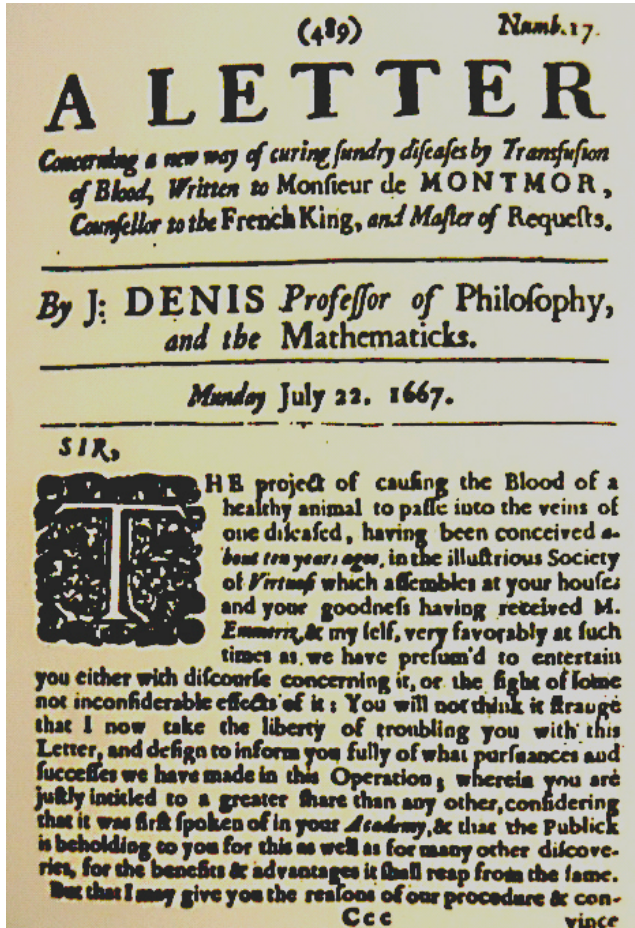 (489) Numb. 17.
A LETTER
Concerning a new way of curing ſundry diſeaſes by Transfuſion
of Blood, Written to Monſieur de MONTMOR,
Counſellor to the French King, and Maſter of Requeſts.
By J: DENIS Profeſſor of Philoſophy,
and the Mathematicks.
Munday July 22. 1667.
SIR,
THE project of cauſing the Blood of a
healthy animal to paſſe into the veins of
one diſeaſed, having been conceived a-
bout ten years agoe, in the illuſtrious Society
of Virtuoſi which aſſembles at your houſe;
and your goodneſs having received M.
Emmeriz, & my ſelf, very favorably at ſuch
times as we have preſum'd to entertain
you either with diſcourſe concerning it, or the ſight of ſome
not inconſiderable effects of it; You will not think it ſtrange
that I now take the liberty of troubling you with this
Letter, and deſign to inform you fully of what purſuances and
ſucceſſes we have made in this Operation; wherein you are
juſtly intitled to a greater ſhare than any other, conſidering
that it was firſt ſpoken of in your Academy, & that the Publick
is beholding to you for this as well as for many other diſcove-
ries, for the benefits & advantages it ſhall reap from the ſame.
But that I may give you the reaſons of our procedure & con-
Ccc vince